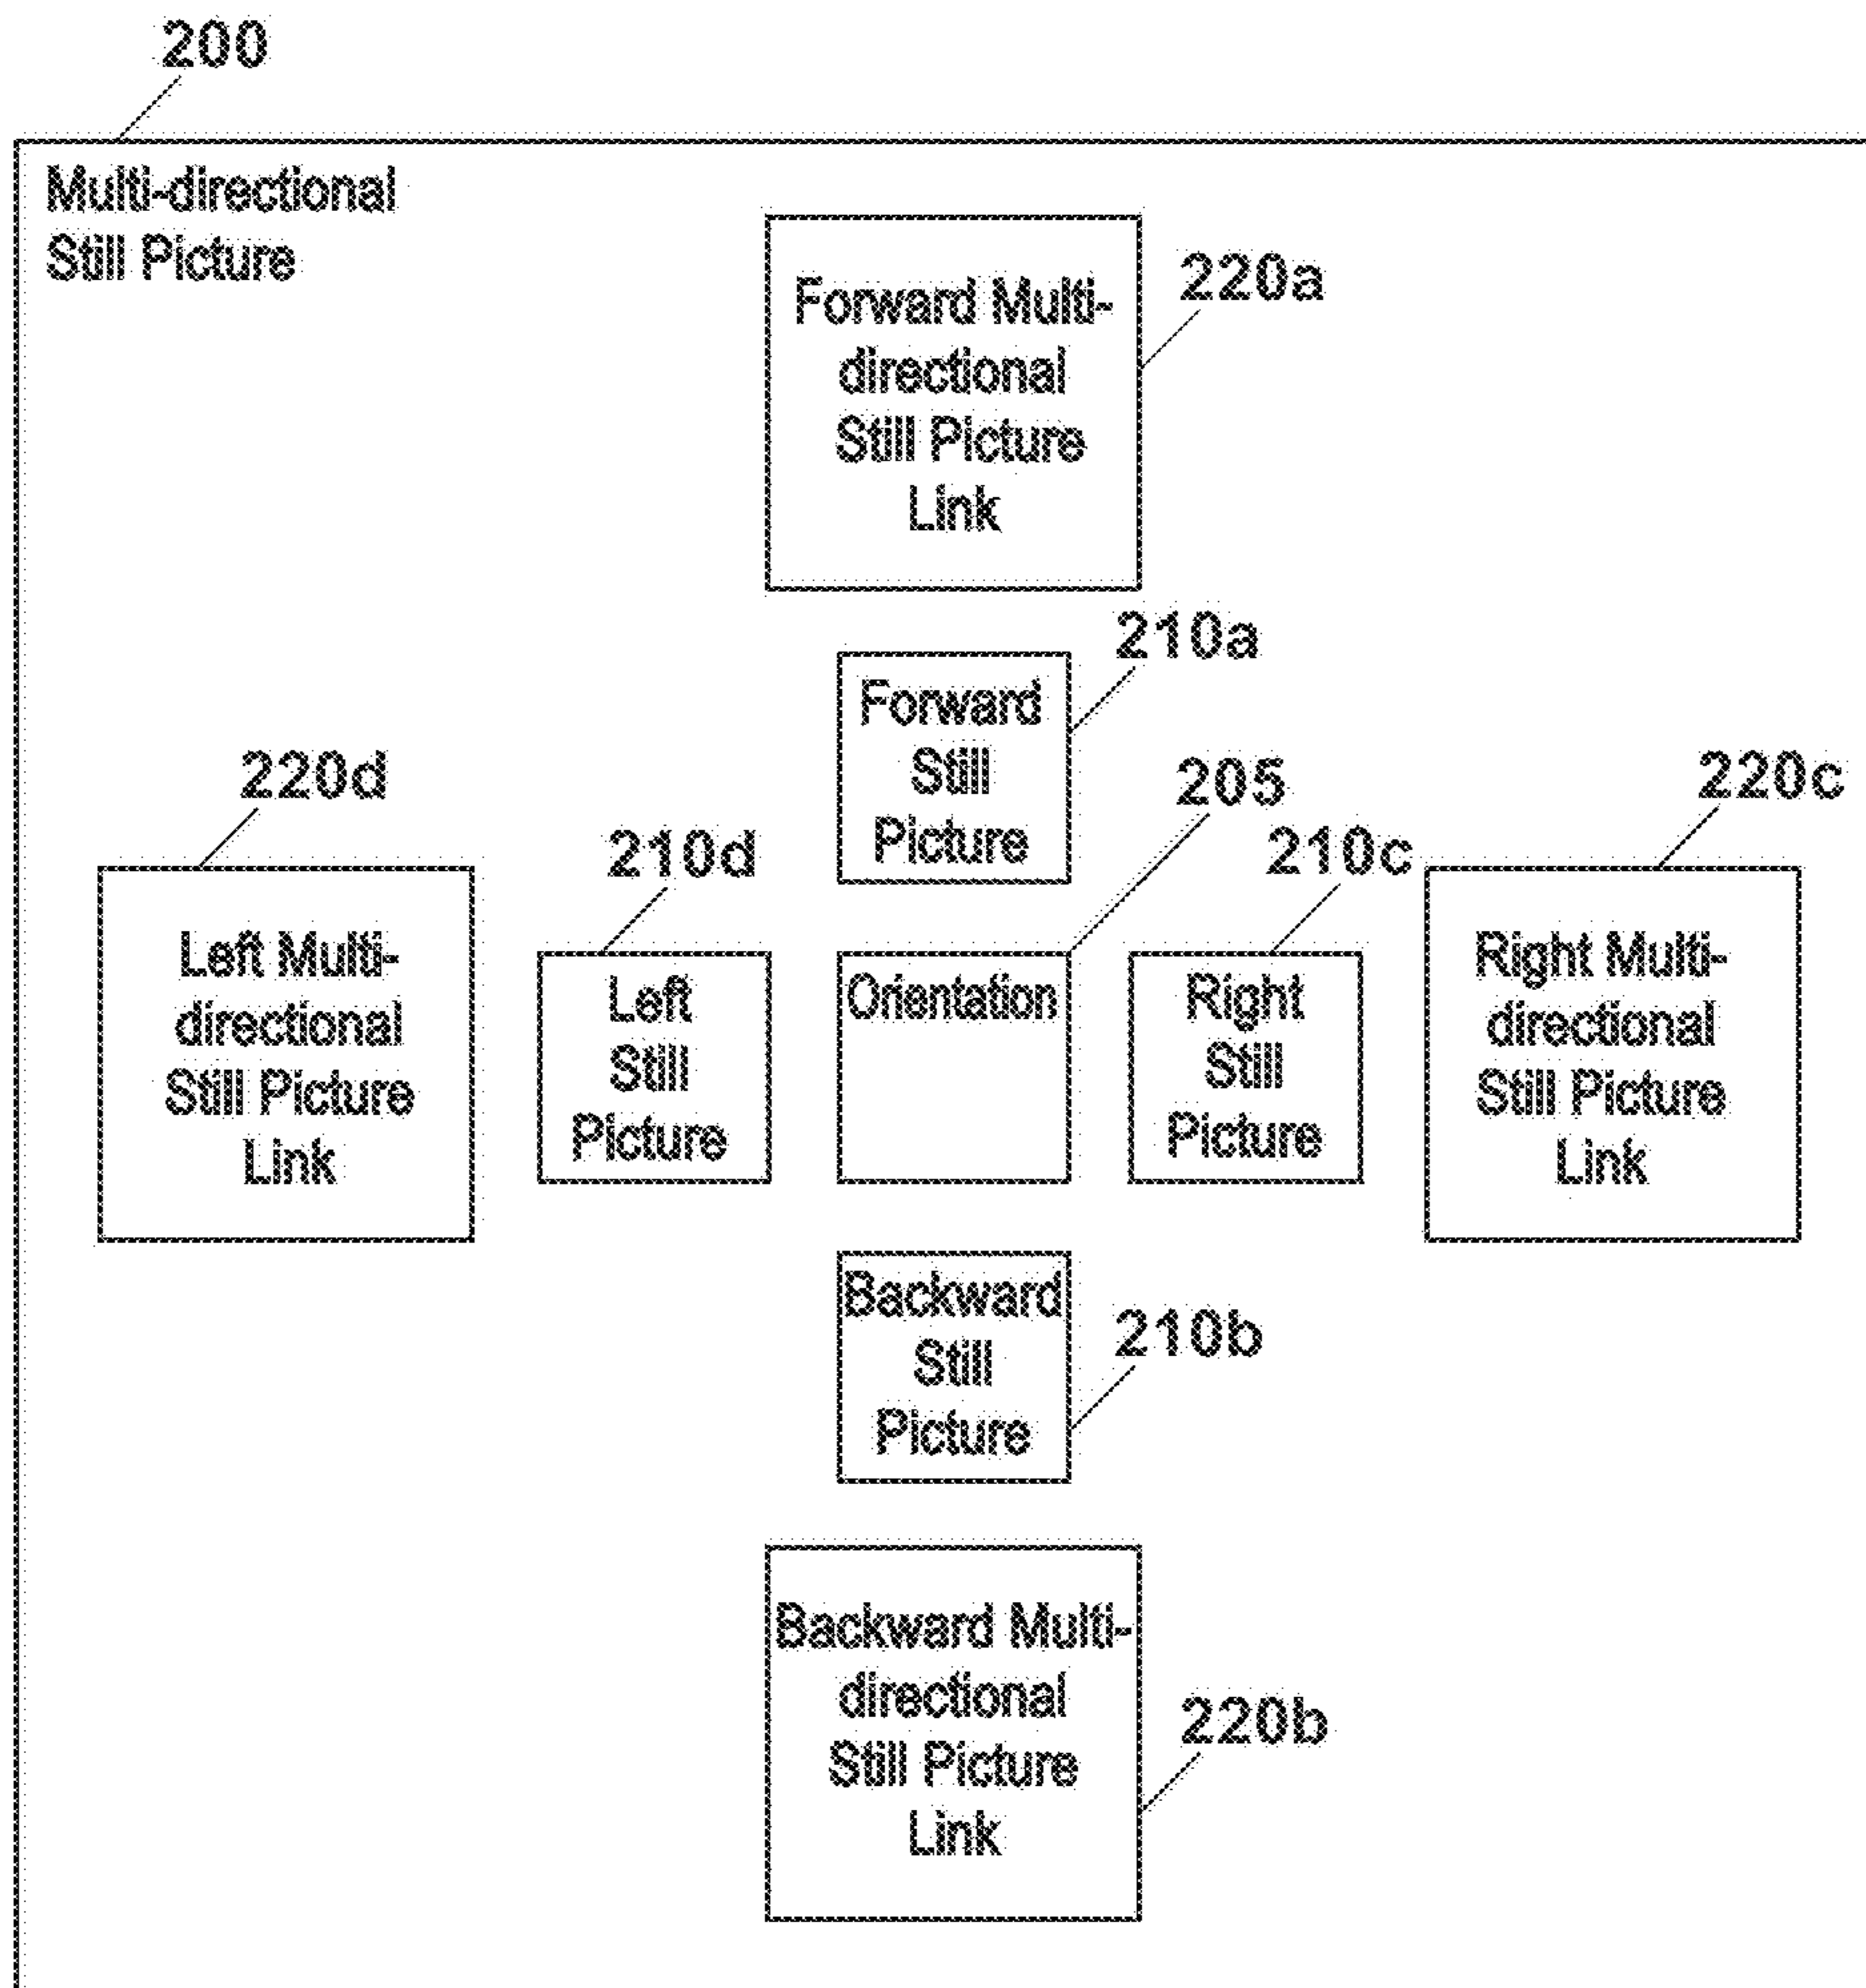 200
Multi-directional
Still Picture
Forward Multi-
directional
Still Picture
Link
220a
210a
Forward
Still
Picture
220d
205
220c
210d
210c
Left Multi-
directional
Still Picture
Link
Left
Still
Picture
Orientation
Right
Still
Picture
Right Multi-
directional
Still Picture
Link
Backward
Still
Picture
210b
Backward Multi-
directional
Still Picture
Link
220b